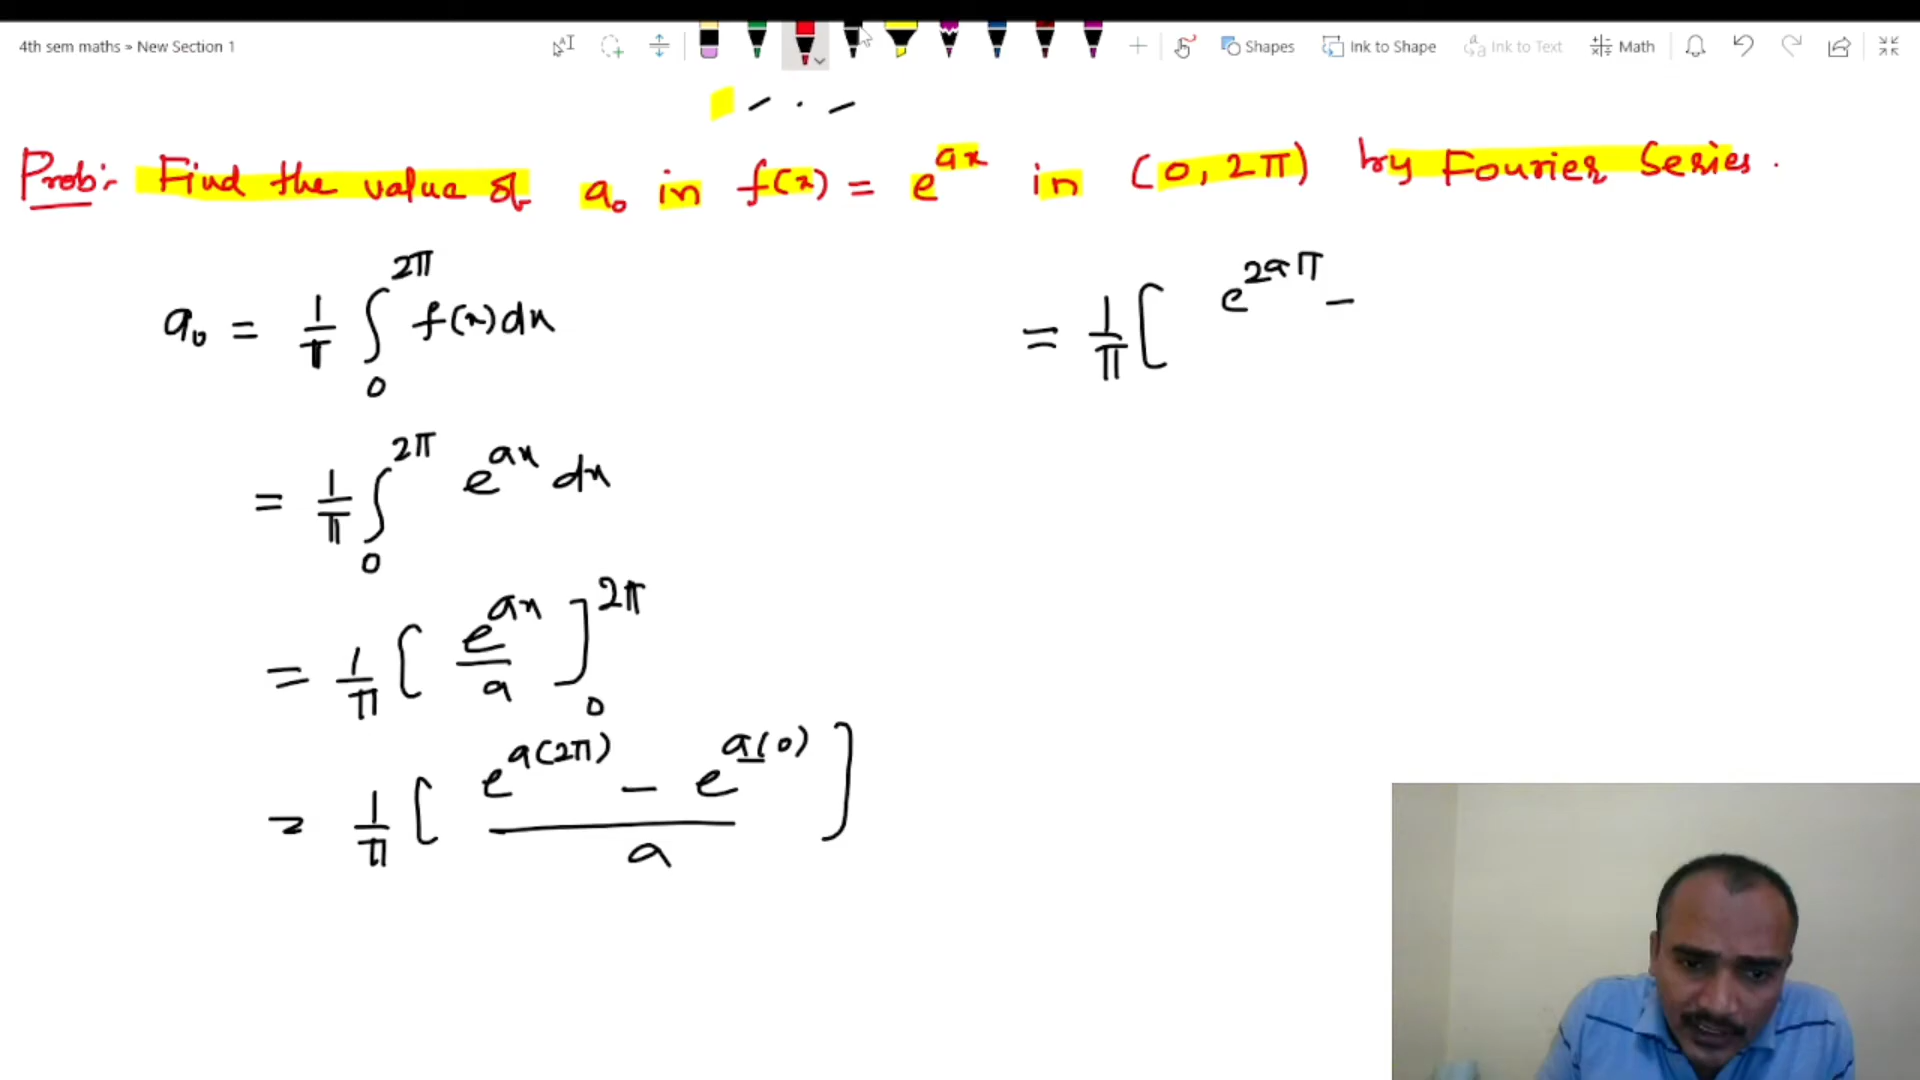 4th sem maths » New Section 1
Shapes Ink to Shape Ink to Text Math
Prob:- Find the value of a₀ in f(x) = e^{ax} in (0, 2π) by Fourier Series.
a₀ = 1/π ∫₀^{2π} f(x)dx
= 1/π ∫₀^{2π} e^{ax} dx
= 1/π [ e^{ax}/a ]₀^{2π}
= 1/π [ (e^{a(2π)} - e^{a(0)})/a ]
= 1/π [ e^{2aπ} -